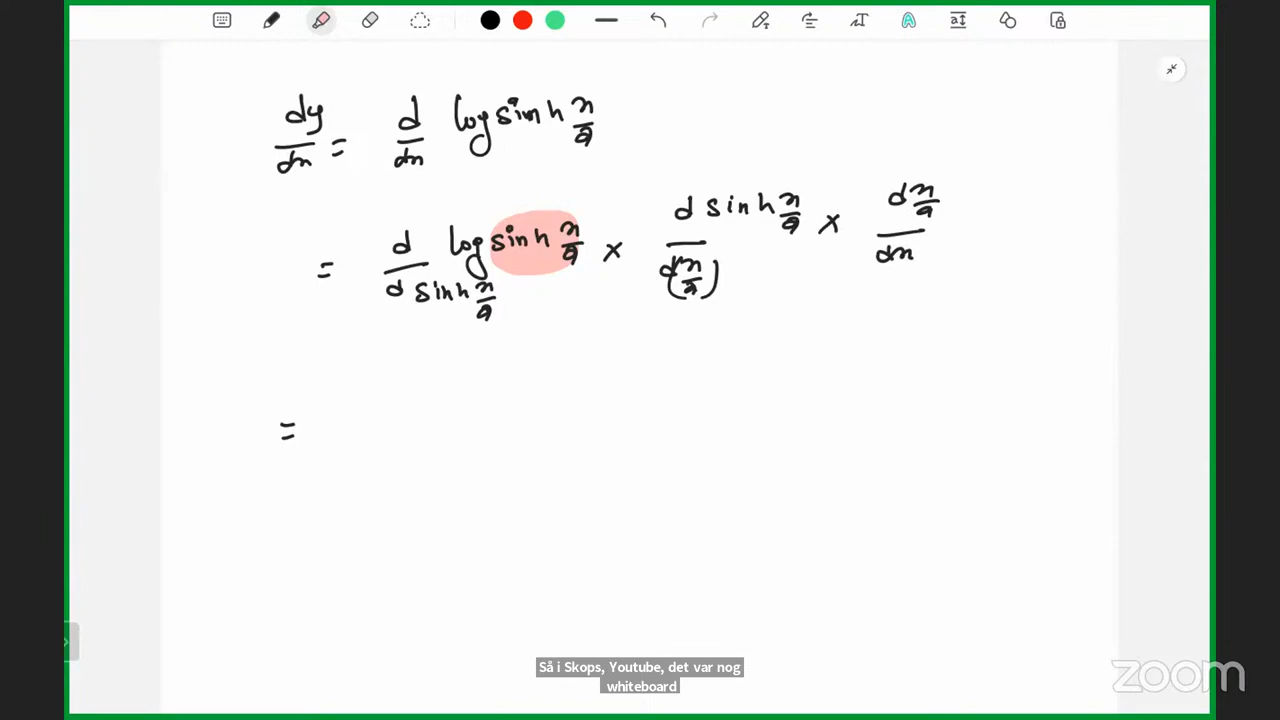 dy/dx = d/dx log sinh x/a
= d/(d sinh x/a) log sinh x/a × (d sinh x/a)/(d(x/a)) × (d x/a)/dx
=
Så i Skops, Youtube, det var nog
whiteboard
zoom